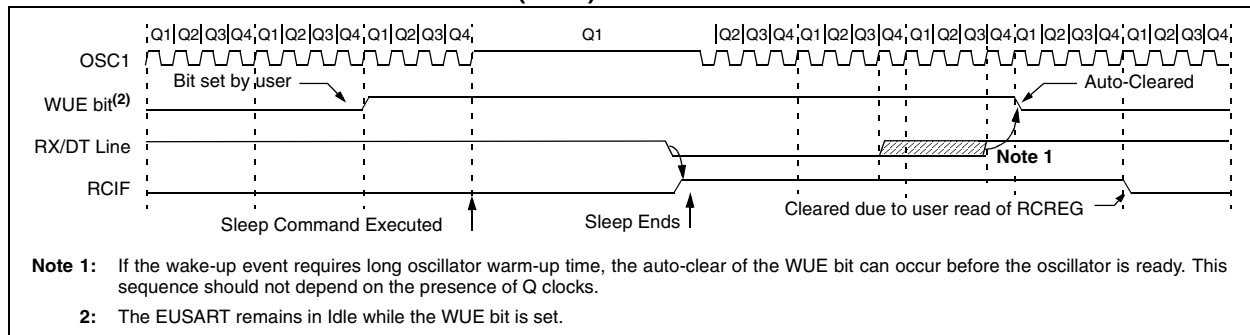 Q1 Q2 Q3 Q4 Q1 Q2 Q3 Q4 Q1 Q2 Q3 Q4 Q1 Q2 Q3 Q4 Q1 Q2 Q3 Q4 Q1 Q2 Q3 Q4 Q1 Q2 Q3 Q4 Q1 Q2 Q3 Q4
OSC1
Bit set by user
Auto-Cleared
WUE bit(2)
RX/DT Line
Note 1
RCIF
Sleep Command Executed
Sleep Ends
Cleared due to user read of RCREG
Note 1: If the wake-up event requires long oscillator warm-up time, the auto-clear of the WUE bit can occur before the oscillator is ready. This
sequence should not depend on the presence of Q clocks.
2: The EUSART remains in Idle while the WUE bit is set.